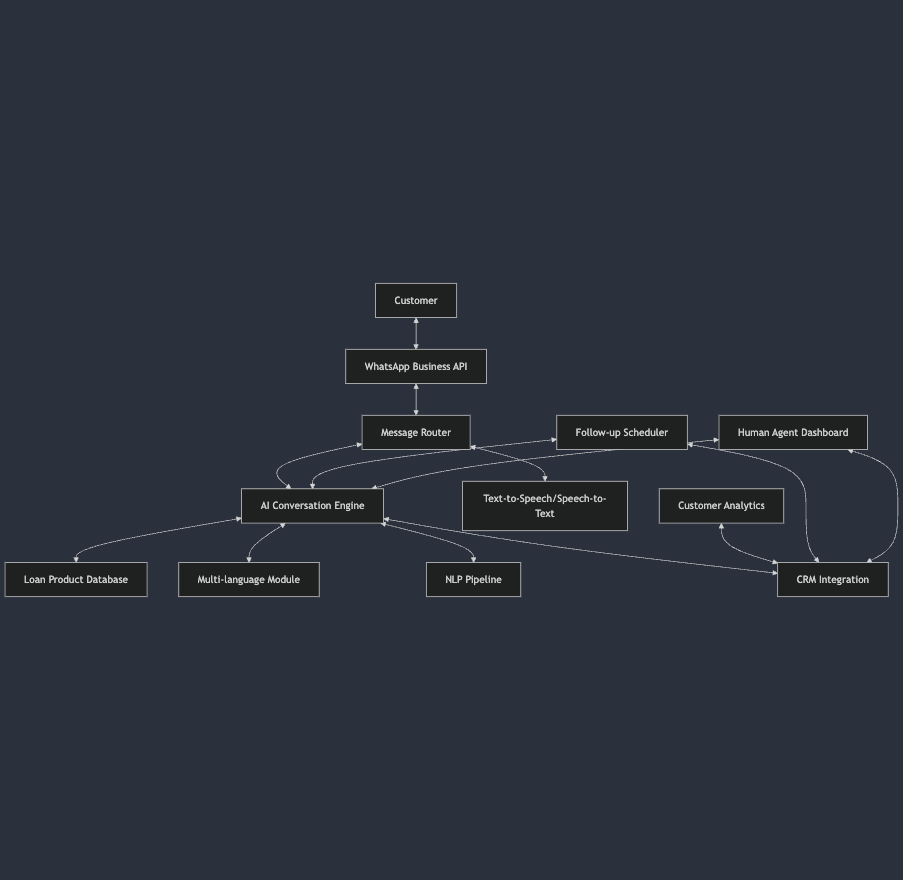 Customer
WhatsApp Business API
Message Router
Follow-up Scheduler
Human Agent Dashboard
AI Conversation Engine
Text-to-Speech/Speech-to-
Text
Customer Analytics
Loan Product Database
Multi-language Module
NLP Pipeline
CRM Integration